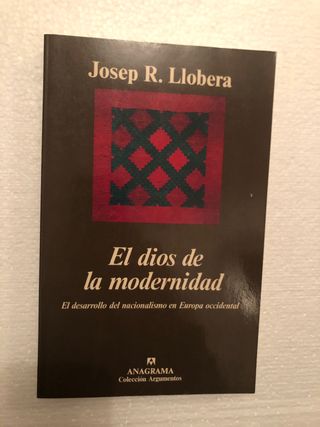 Josep R. Llobera
El dios de
la modernidad
El desarrollo del nacionalismo en Europa occidental
ANAGRAMA
Colección Argumentos